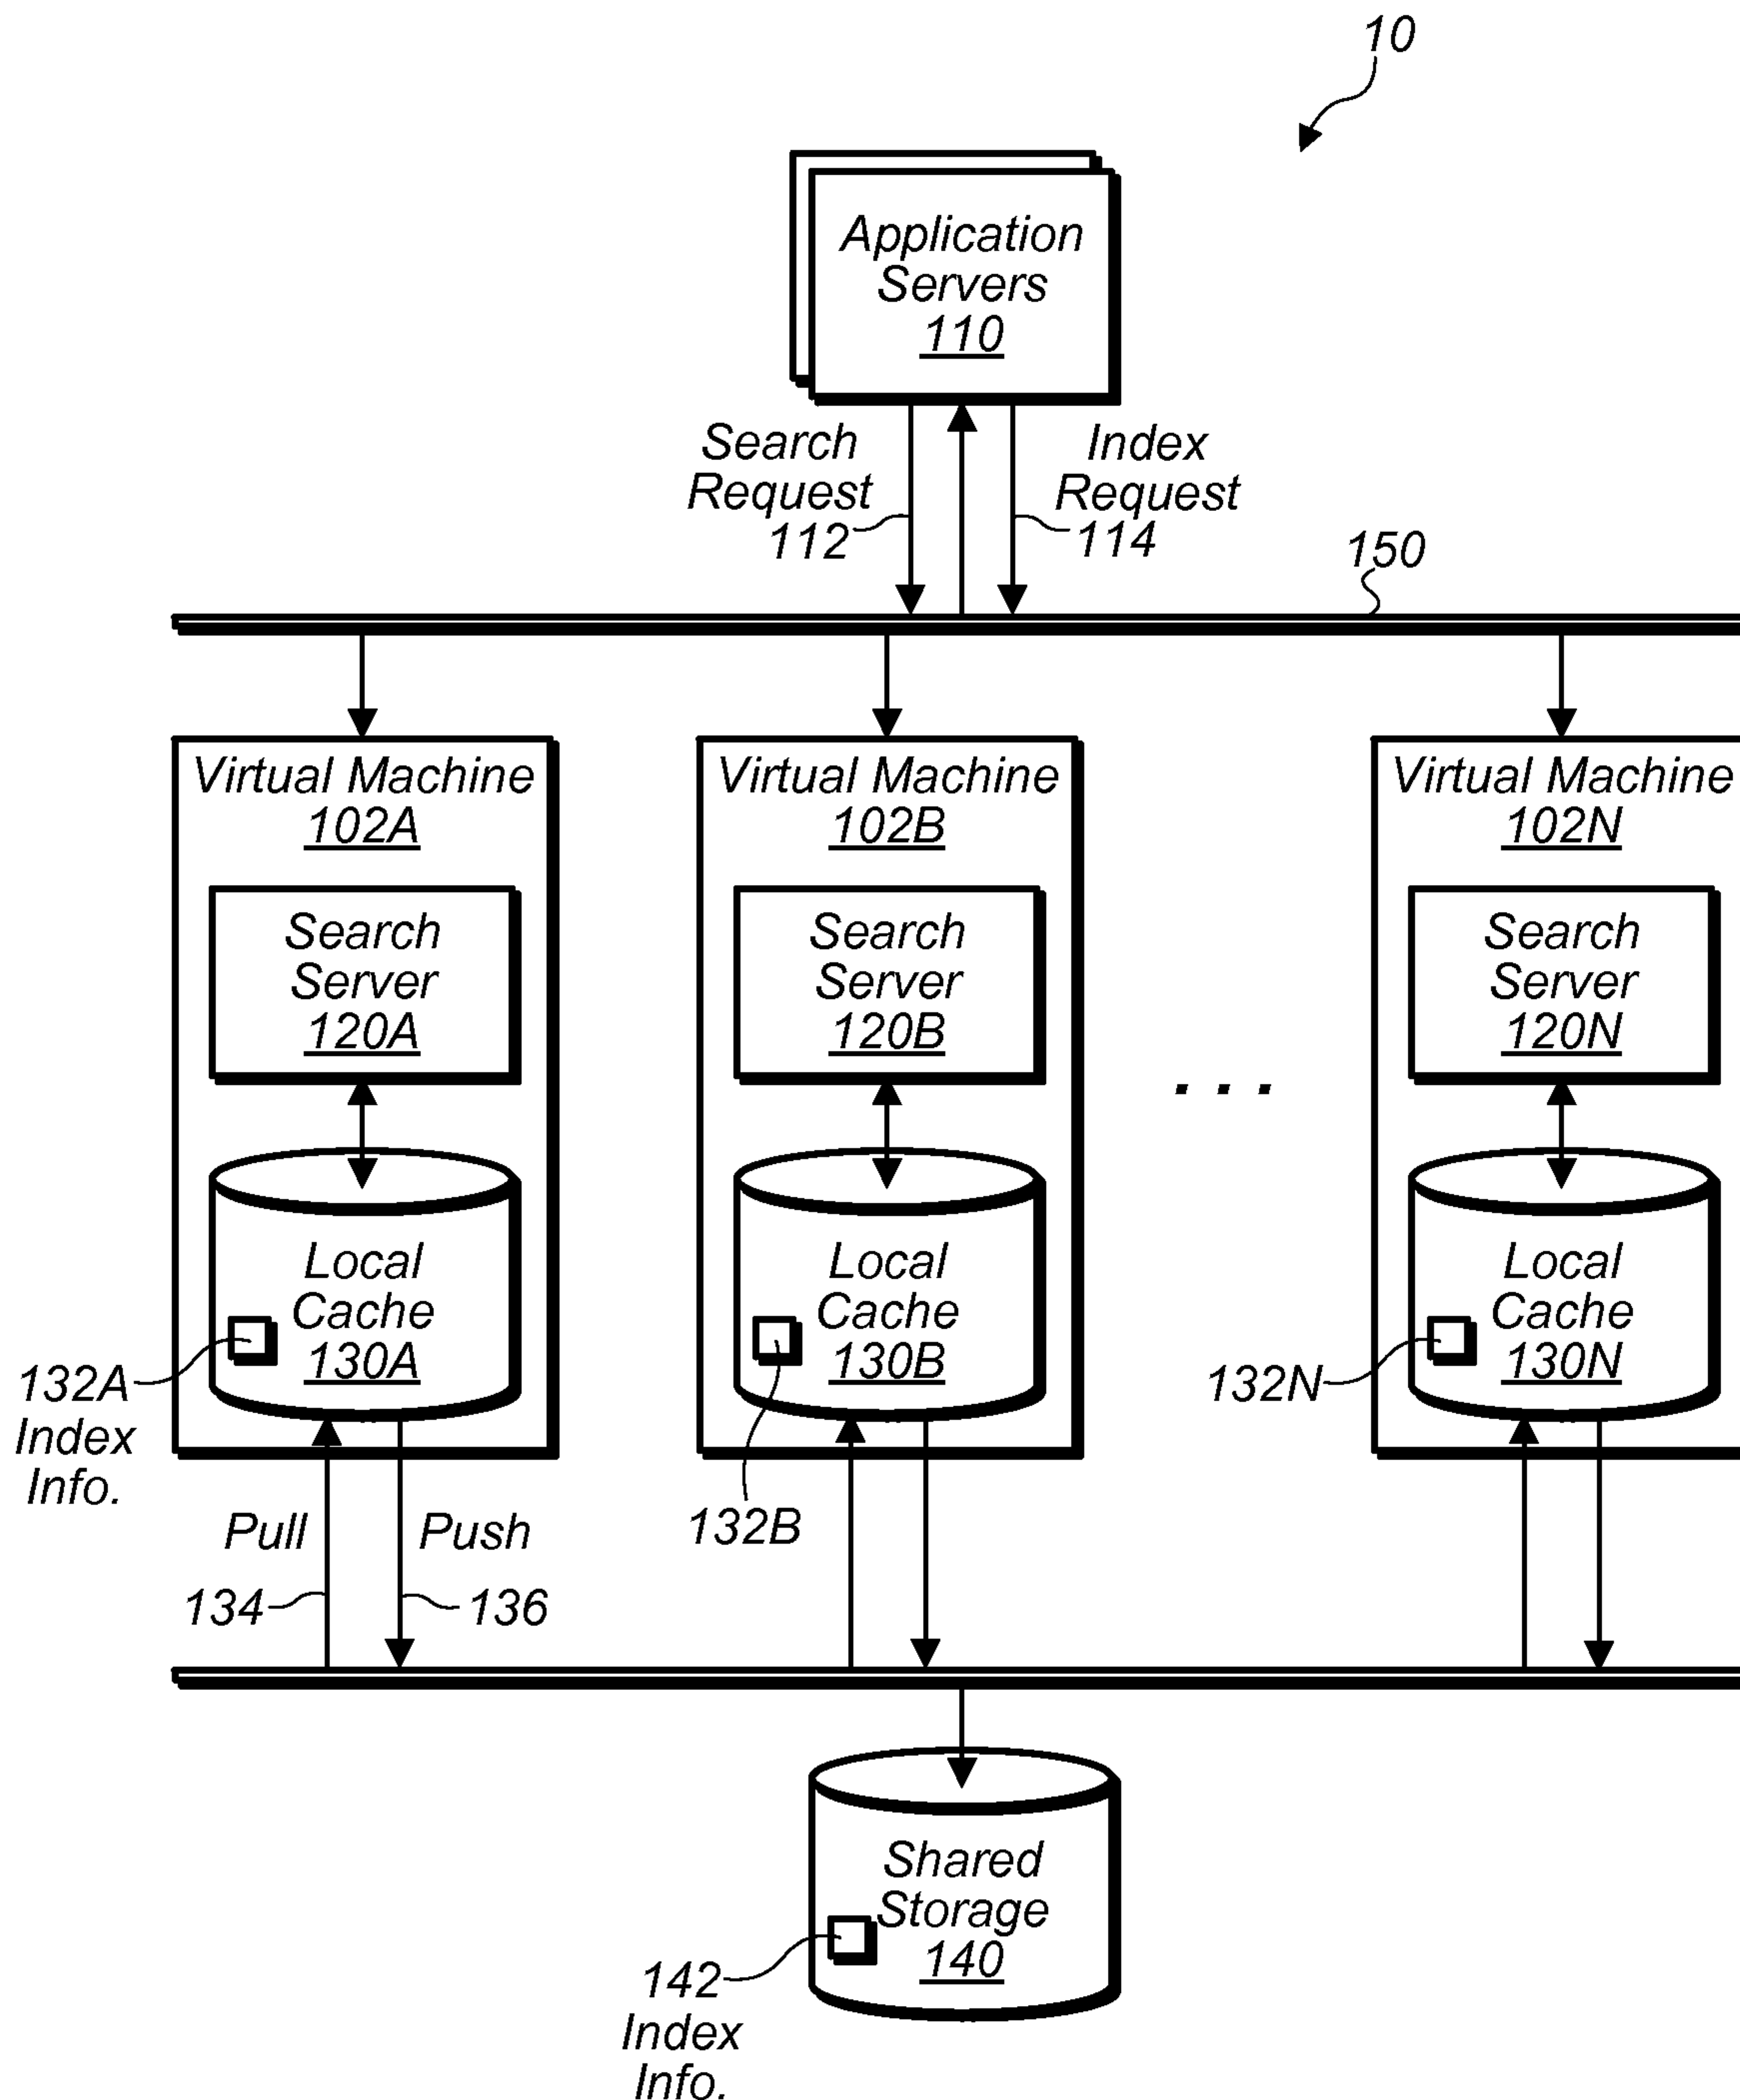 10
Application
Servers
110
Search
Request
112
Index
Request
114
150
Virtual Machine
102A
Search
Server
120A
Local
Cache
130A
132A
Index
Info.
Virtual Machine
102B
Search
Server
120B
Local
Cache
130B
132B
. . .
Virtual Machine
102N
Search
Server
120N
Local
Cache
130N
132N
Pull
134
Push
136
Shared
Storage
140
142
Index
Info.